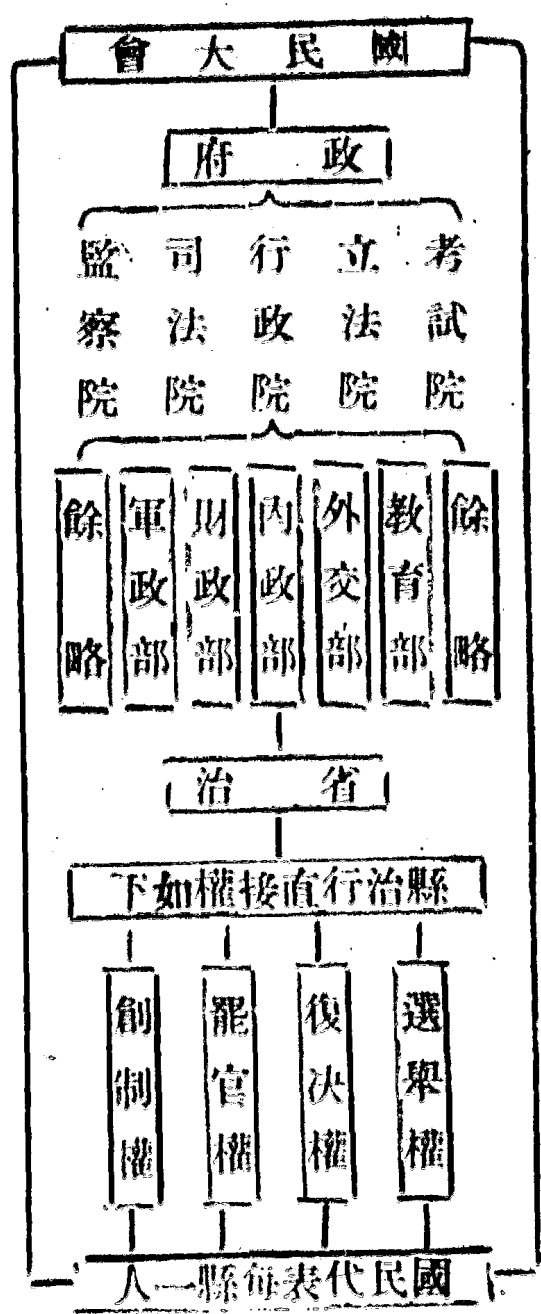 國民大會
政府
考試院
立法院
行政院
司法院
監察院
餘略
教育部
外交部
內政部
財政部
軍政部
餘略
省治
縣治行直接權如下
選舉權
復决權
罷官權
創制權
國民代表每縣一人